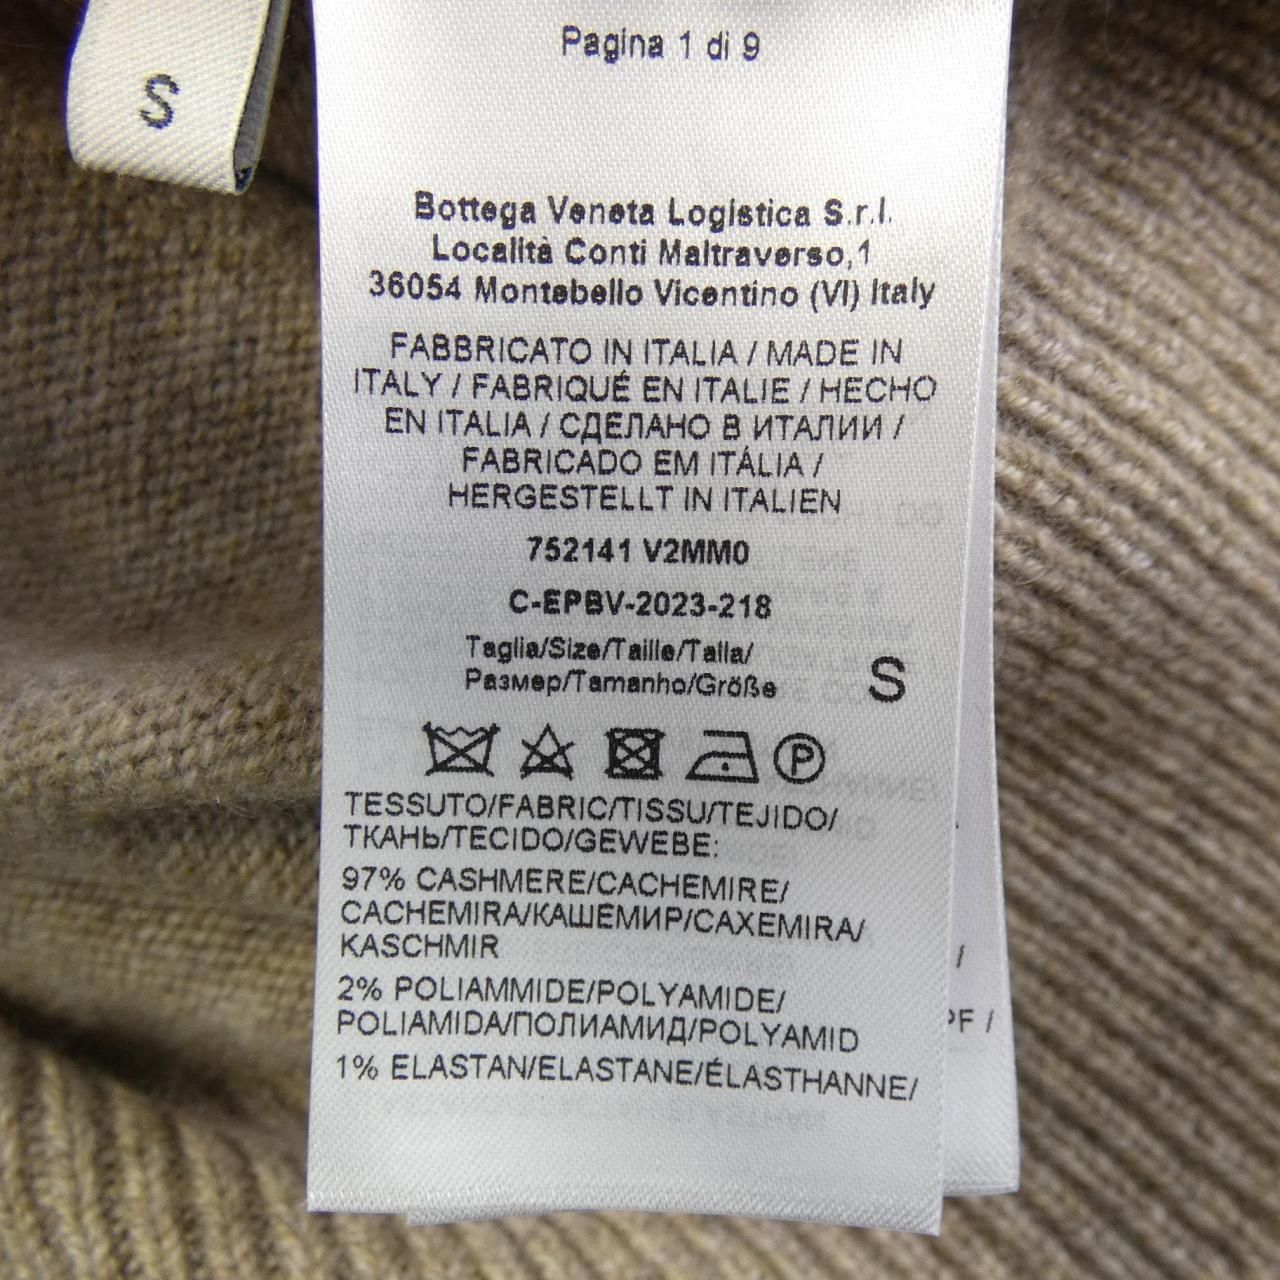 S
Pagina 1 di 9
Bottega Veneta Logistica S.r.l.
Località Conti Maltraverso,1
36054 Montebello Vicentino (VI) Italy
FABBRICATO IN ITALIA / MADE IN
ITALY / FABRIQUÉ EN ITALIE / HECHO
EN ITALIA / СДЕЛАНО В ИТАЛИИ /
FABRICADO EM ITÁLIA /
HERGESTELLT IN ITALIEN
752141 V2MM0
C-EPBV-2023-218
Taglia/Size/Taille/Talla/
Размер/Tamanho/Größe
S
P
TESSUTO/FABRIC/TISSU/TEJIDO/
ТКАНЬ/TECIDO/GEWEBE:
97% CASHMERE/CACHEMIRE/
CACHEMIRA/КАШЕМИР/CAXEMIRA/
KASCHMIR
2% POLIAMMIDE/POLYAMIDE/
POLIAMIDA/ПОЛИАМИД/POLYAMID
1% ELASTAN/ELASTANE/ÉLASTHANNE/
/
PF /